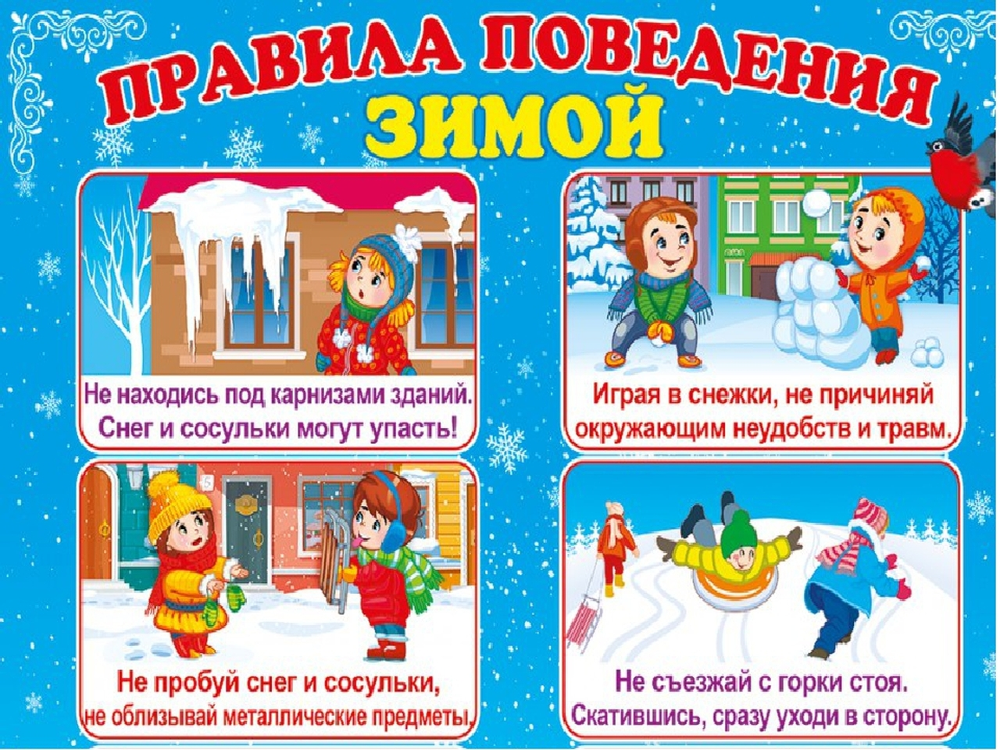 ПРАВИЛА ПОВЕДЕНИЯ
ЗИМОЙ
Не находись под карнизами зданий.
Снег и сосульки могут упасть!
Играя в снежки, не причиняй
окружающим неудобств и травм.
5
Не пробуй снег и сосульки,
не облизывай металлические предметы.
Не съезжай с горки стоя.
Скатившись, сразу уходи в сторону.